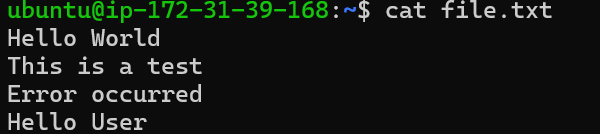 ubuntu@ip-172-31-39-168:~$ cat file.txt
Hello World
This is a test
Error occurred
Hello User